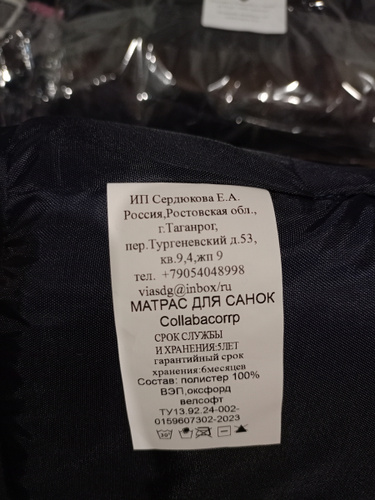 ИП Сердюкова Е.А.
Россия,Ростовская обл.,
г.Таганрог,
пер.Тургеневский д.53,
кв.9,4,жп 9
тел. +79054048998
viasdg@inbox/ru
МАТРАС ДЛЯ САНОК
Collabacorrp
СРОК СЛУЖБЫ
И ХРАНЕНИЯ:5ЛЕТ
гарантийный срок
хранения:6месяцев
Состав: полистер 100%
ВЭП,оксфорд
велсофт
ТУ13.92.24-002-
0159607302-2023